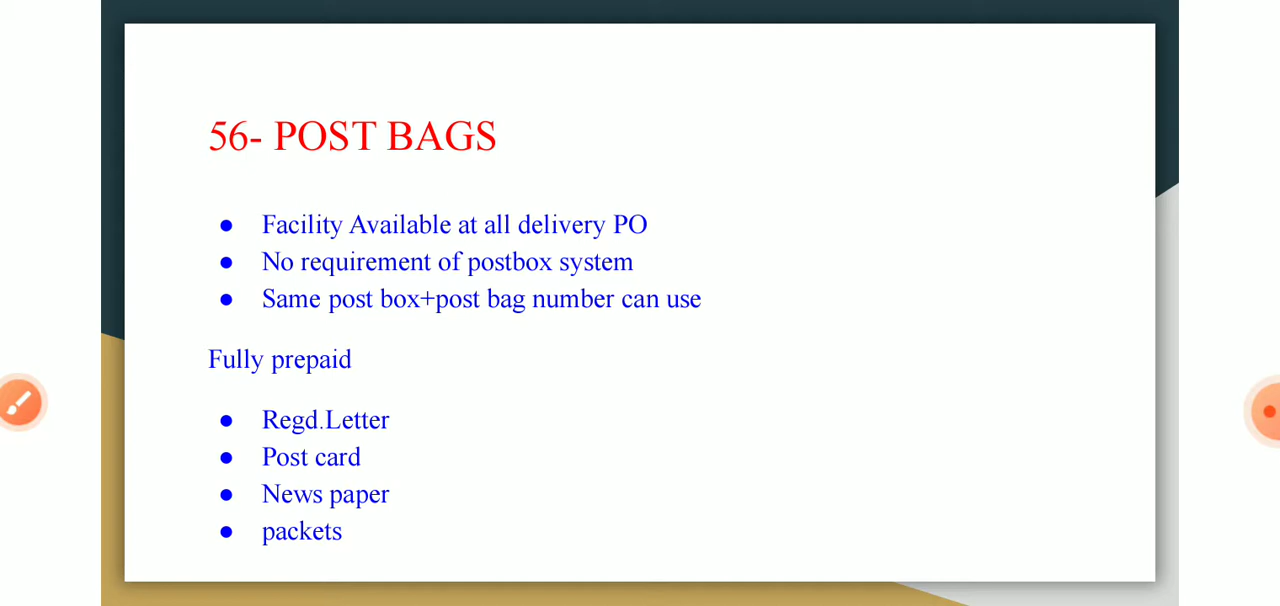 56- POST BAGS
● Facility Available at all delivery PO
● No requirement of postbox system
● Same post box+post bag number can use
Fully prepaid
● Regd.Letter
● Post card
● News paper
● packets